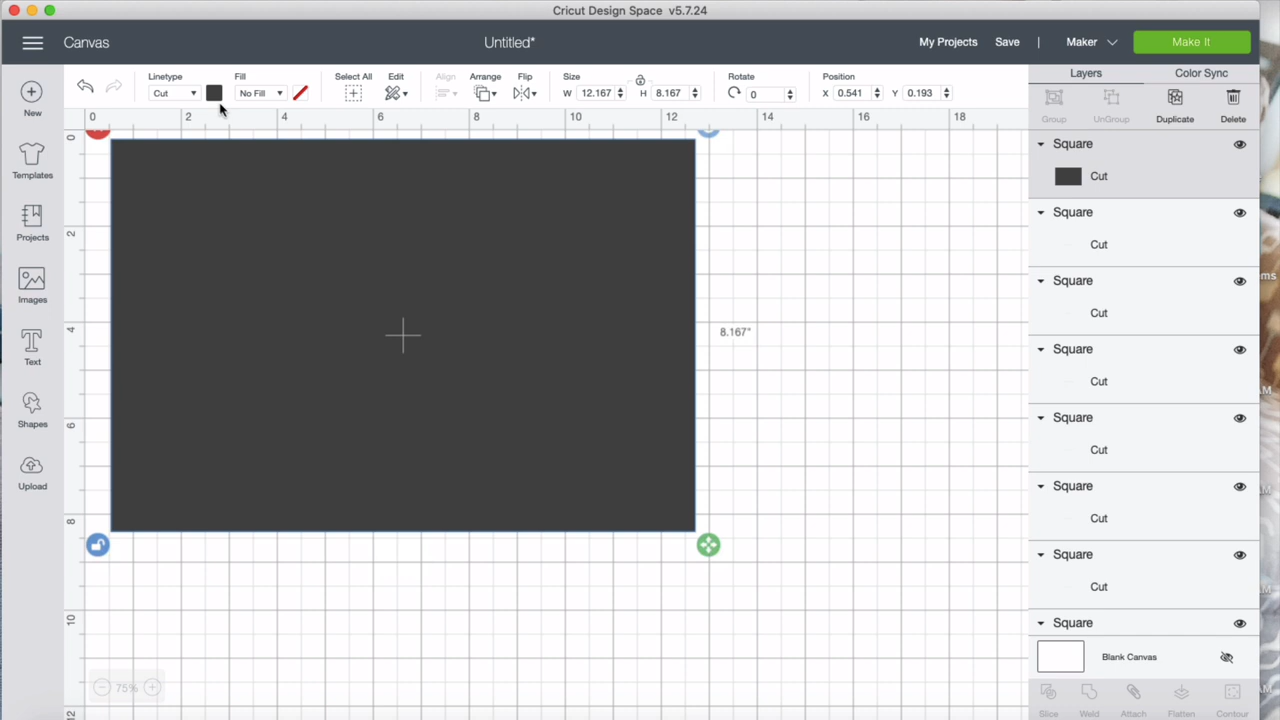 Cricut Design Space v5.7.24
Canvas
Untitled*
My Projects Save | Maker Make It
Linetype Fill Select All Edit Align Arrange Flip Size Rotate Position
Cut No Fill W 12.167 H 8.167 0 X 0.541 Y 0.193
Layers Color Sync
Group UnGroup Duplicate Delete
New
Templates
Projects
Images
Text
Shapes
Upload
0 2 4 6 8 10 12 14 16 18
0
2
4
6
8
10
12
8.167"
75%
Square
Cut
Square
Cut
Square
Cut
Square
Cut
Square
Cut
Square
Cut
Square
Cut
Square
Blank Canvas
Slice Weld Attach Flatten Contour